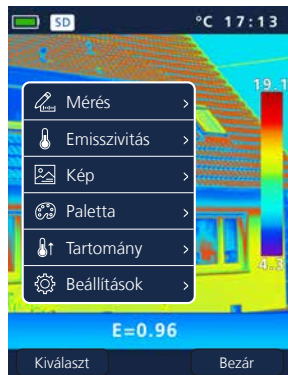 SD °C 17:13
19.1
Mérés
Emisszivitás
Kép
Paletta
Tartomány
Beállítások
4.3
E=0.96
Kiválaszt Bezár